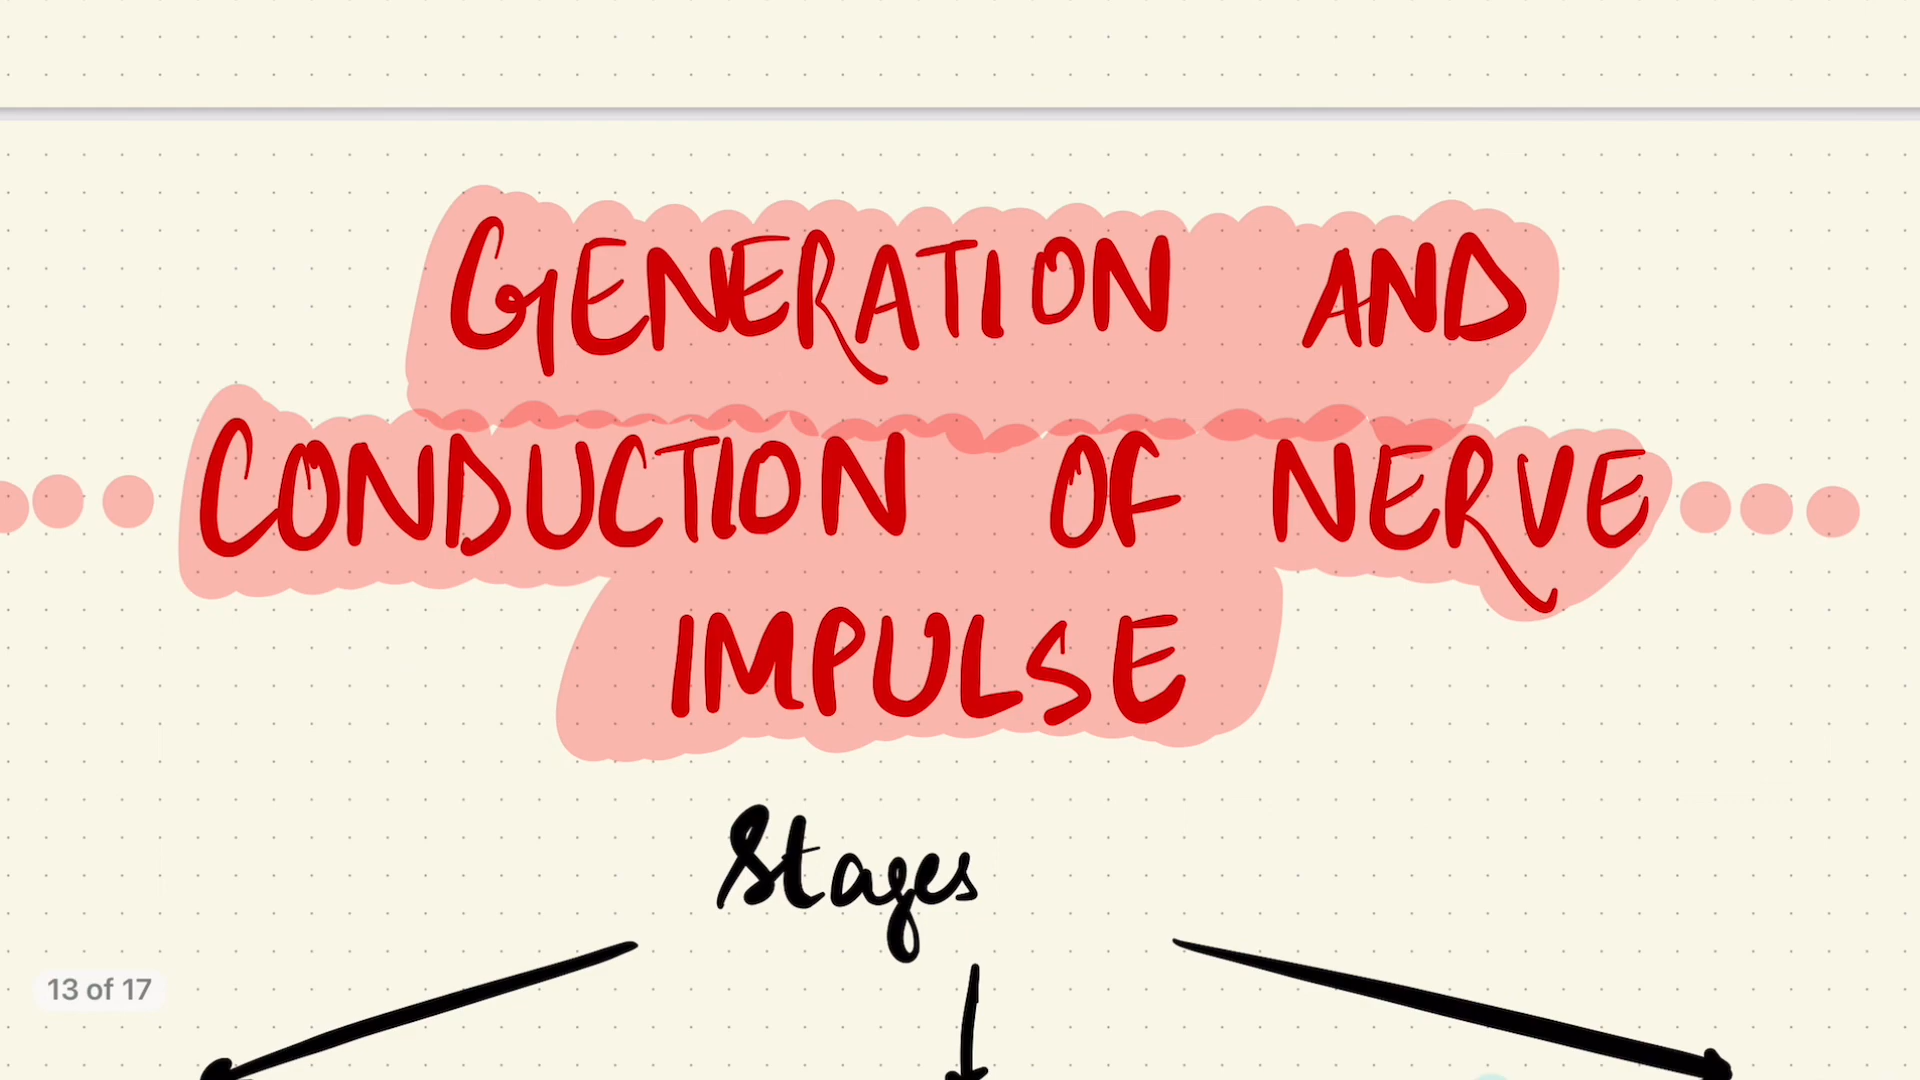 GENERATION AND
CONDUCTION OF NERVE
IMPULSE
Stages
13 of 17